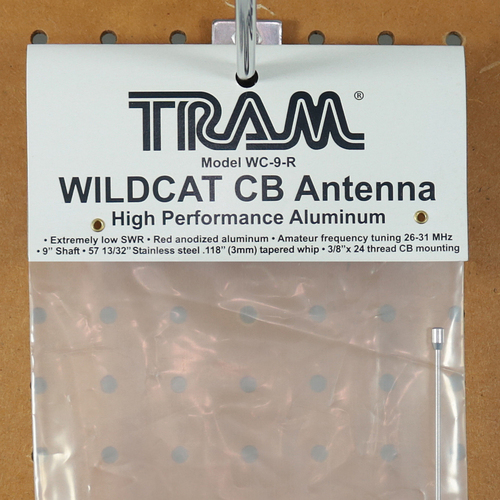 TRAM®
Model WC-9-R
WILDCAT CB Antenna
High Performance Aluminum
• Extremely low SWR • Red anodized aluminum • Amateur frequency tuning 26-31 MHz
• 9" Shaft • 57 13/32" Stainless steel .118" (3mm) tapered whip • 3/8"x 24 thread CB mounting